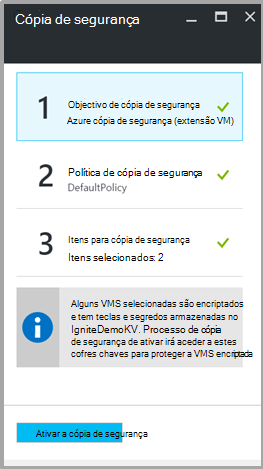 Cópia de segurança
1
Objectivo de cópia de segurança
Azure cópia de segurança (extensão VM)
2
Política de cópia de segurança
DefaultPolicy
3
Itens para cópia de segurança
Itens selecionados: 2
Alguns VMS selecionadas são encriptados
e tem teclas e segredos armazenadas no
IgniteDemoKV. Processo de cópia
de segurança de ativar irá aceder a estes
cofres chaves para proteger a VMS encriptada
Ativar a cópia de segurança